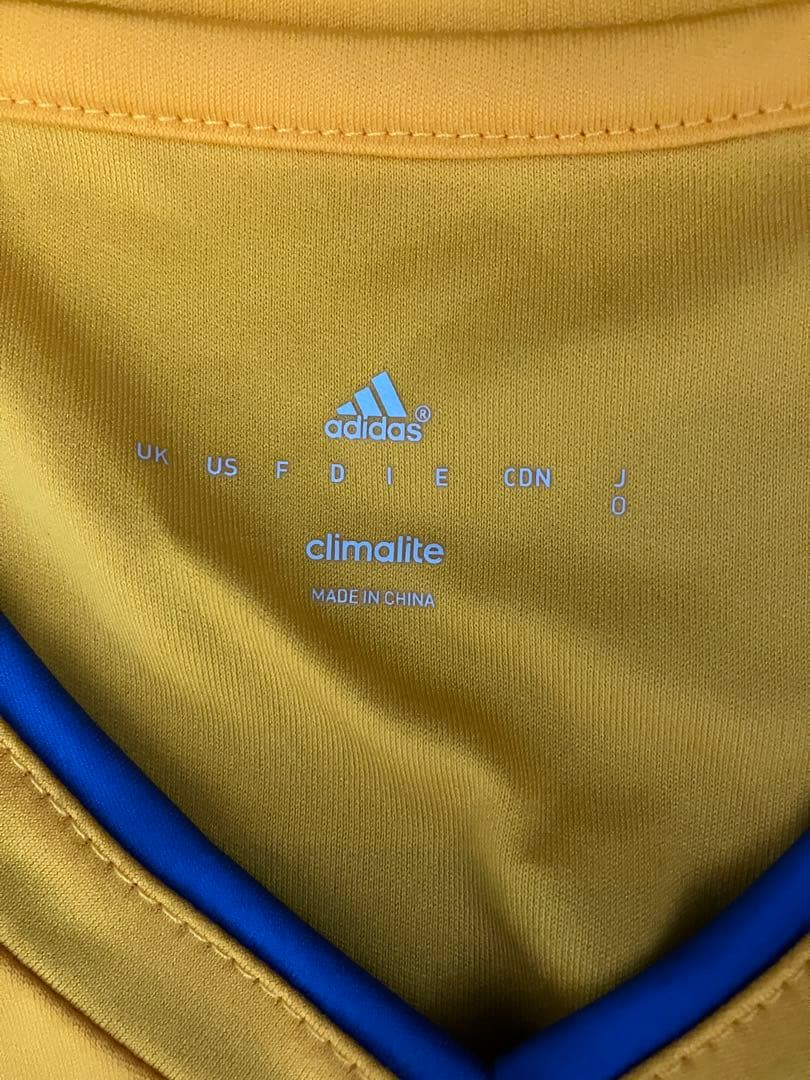 adidas®
UK US F D I E CDN J
O
climalite
MADE IN CHINA